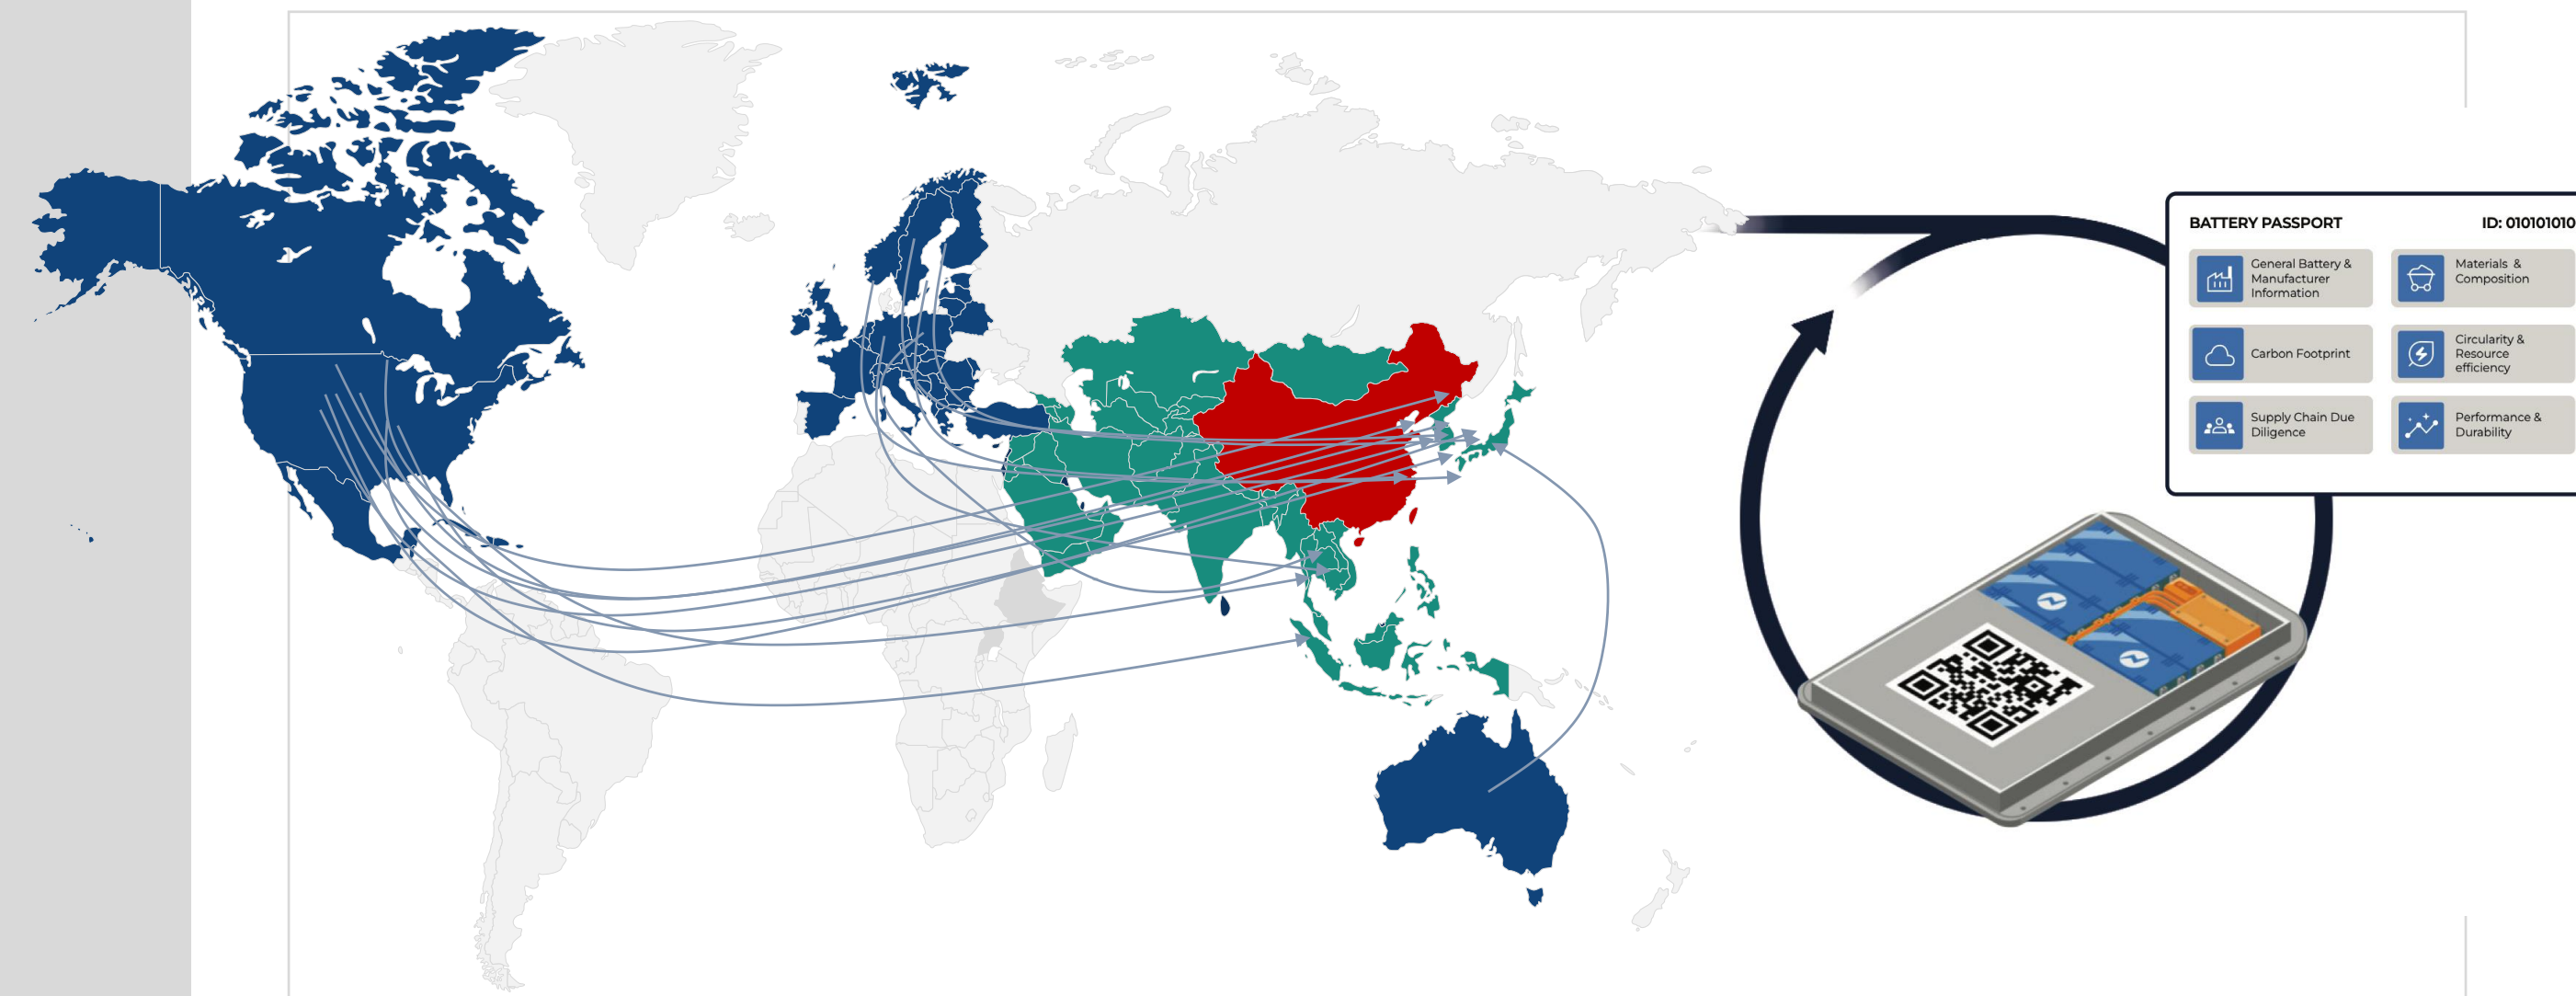 BATTERY PASSPORT
ID: 010101010
General Battery &
Manufacturer
Information
Materials &
Composition
Carbon Footprint
Circularity &
Resource
efficiency
Supply Chain Due
Diligence
Performance &
Durability